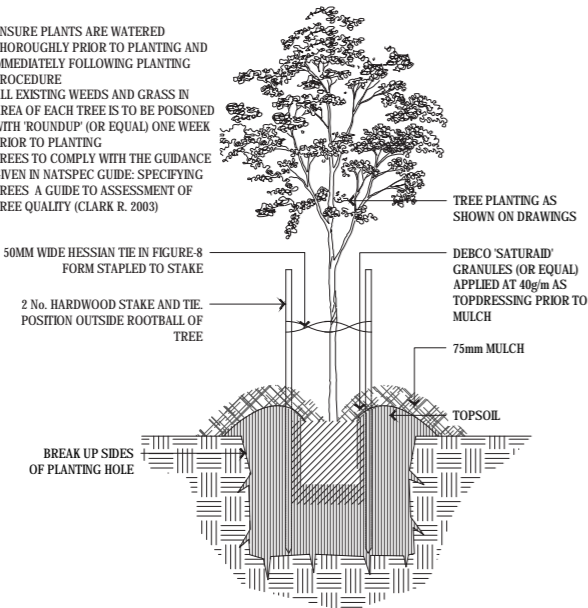 NSURE PLANTS ARE WATERED
HOROUGHLY PRIOR TO PLANTING AND
MMEDIATELY FOLLOWING PLANTING
ROCEDURE
LL EXISTING WEEDS AND GRASS IN
REA OF EACH TREE IS TO BE POISONED
WITH 'ROUNDUP' (OR EQUAL) ONE WEEK
PRIOR TO PLANTING
REES TO COMPLY WITH THE GUIDANCE
IVEN IN NATSPEC GUIDE: SPECIFYING
REES A GUIDE TO ASSESSMENT OF
REE QUALITY (CLARK R. 2003)
TREE PLANTING AS
SHOWN ON DRAWINGS
50MM WIDE HESSIAN TIE IN FIGURE-8
FORM STAPLED TO STAKE
DEBCO 'SATURAID'
GRANULES (OR EQUAL)
APPLIED AT 40g/m AS
TOPDRESSING PRIOR TO
MULCH
2 No. HARDWOOD STAKE AND TIE.
POSITION OUTSIDE ROOTBALL OF
TREE
75mm MULCH
TOPSOIL
BREAK UP SIDES
OF PLANTING HOLE